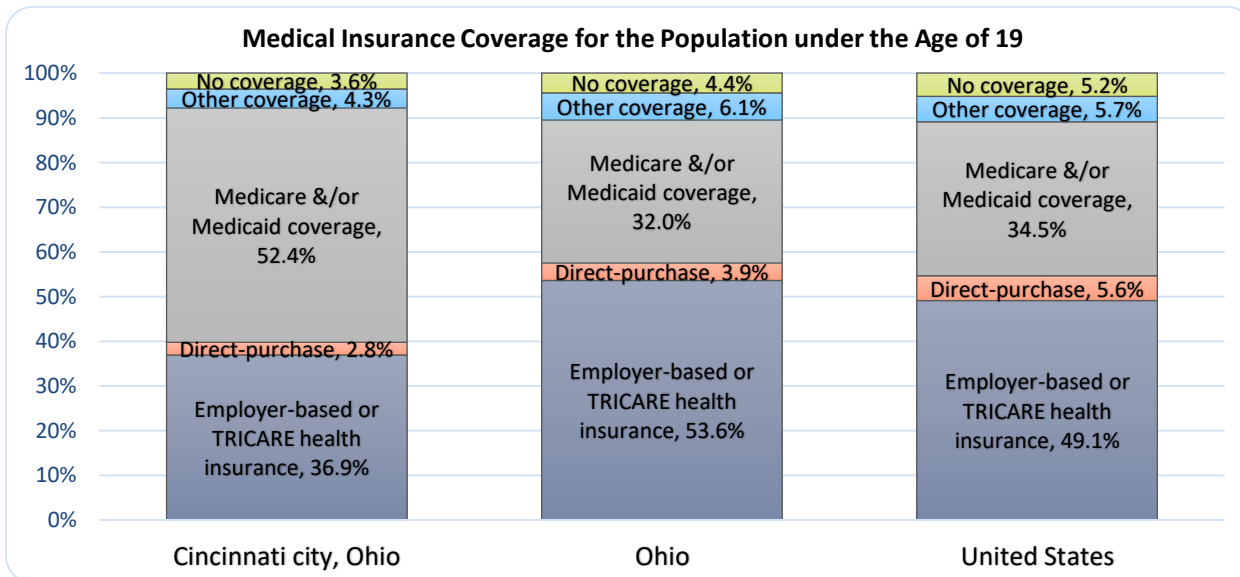 Medical Insurance Coverage for the Population under the Age of 19
100%
90%
80%
70%
60%
50%
40%
30%
20%
10%
0%
No coverage, 3.6%
Other coverage, 4.3%
Medicare &/or
Medicaid coverage,
52.4%
Direct-purchase, 2.8%
Employer-based or
TRICARE health
insurance, 36.9%
Cincinnati city, Ohio
No coverage, 4.4%
Other coverage, 6.1%
Medicare &/or
Medicaid coverage,
32.0%
Direct-purchase, 3.9%
Employer-based or
TRICARE health
insurance, 53.6%
Ohio
No coverage, 5.2%
Other coverage, 5.7%
Medicare &/or
Medicaid coverage,
34.5%
Direct-purchase, 5.6%
Employer-based or
TRICARE health
insurance, 49.1%
United States